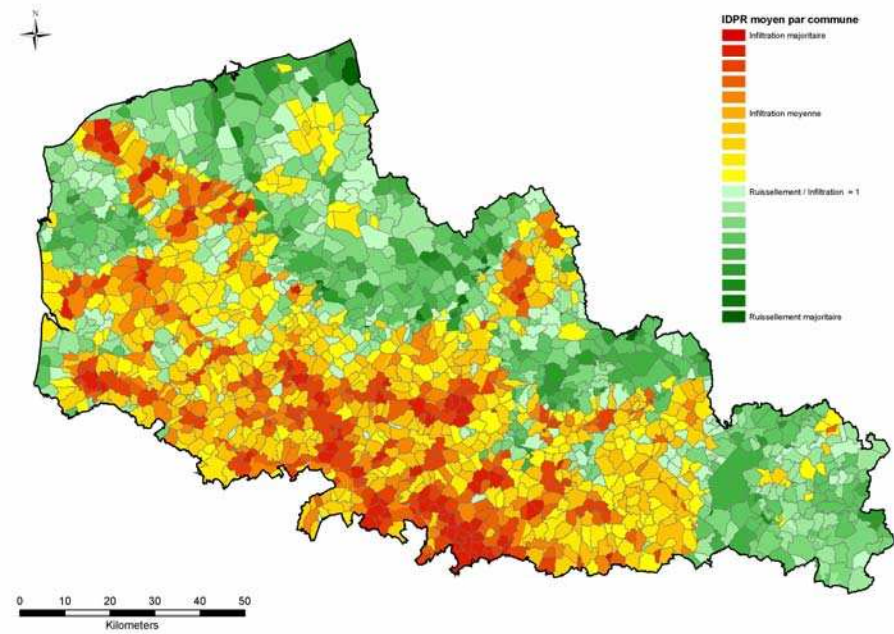 N
IDPR moyen par commune
Infiltration majoritaire
Infiltration moyenne
Ruissellement / Infiltration = 1
Ruissellement majoritaire
0 10 20 30 40 50
Kilometers